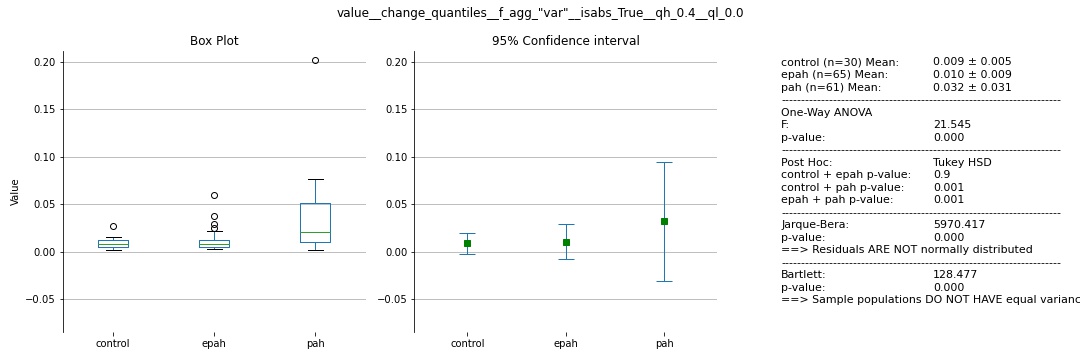 value__change_quantiles__f_agg_"var"__isabs_True__qh_0.4__ql_0.0
Box Plot
Value
0.20
0.15
0.10
0.05
0.00
−0.05
control epah pah
95% Confidence interval
0.20
0.15
0.10
0.05
0.00
−0.05
control epah pah
control (n=30) Mean: 0.009 ± 0.005
epah (n=65) Mean: 0.010 ± 0.009
pah (n=61) Mean: 0.032 ± 0.031
One-Way ANOVA
F: 21.545
p-value: 0.000
Post Hoc: Tukey HSD
control + epah p-value: 0.9
control + pah p-value: 0.001
epah + pah p-value: 0.001
Jarque-Bera: 5970.417
p-value: 0.000
==> Residuals ARE NOT normally distributed
Bartlett: 128.477
p-value: 0.000
==> Sample populations DO NOT HAVE equal varianc